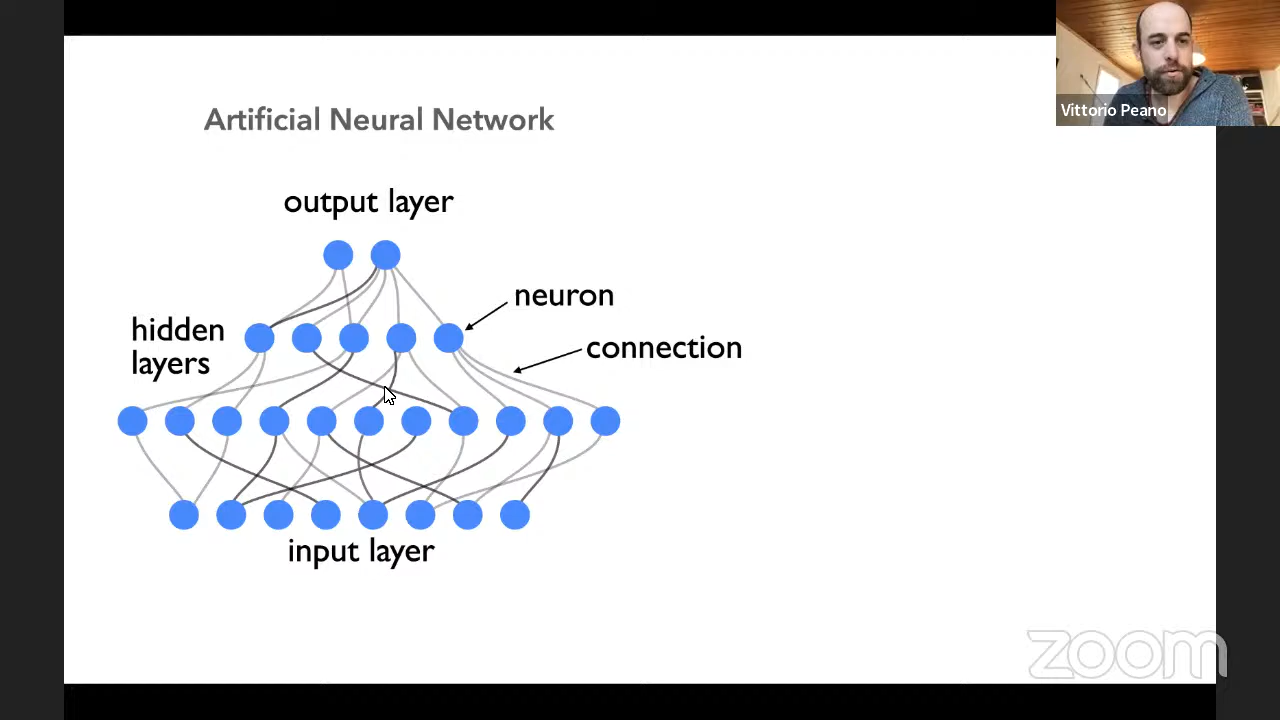 Artificial Neural Network
output layer
neuron
hidden
layers
connection
input layer
Vittorio Peano
zoom